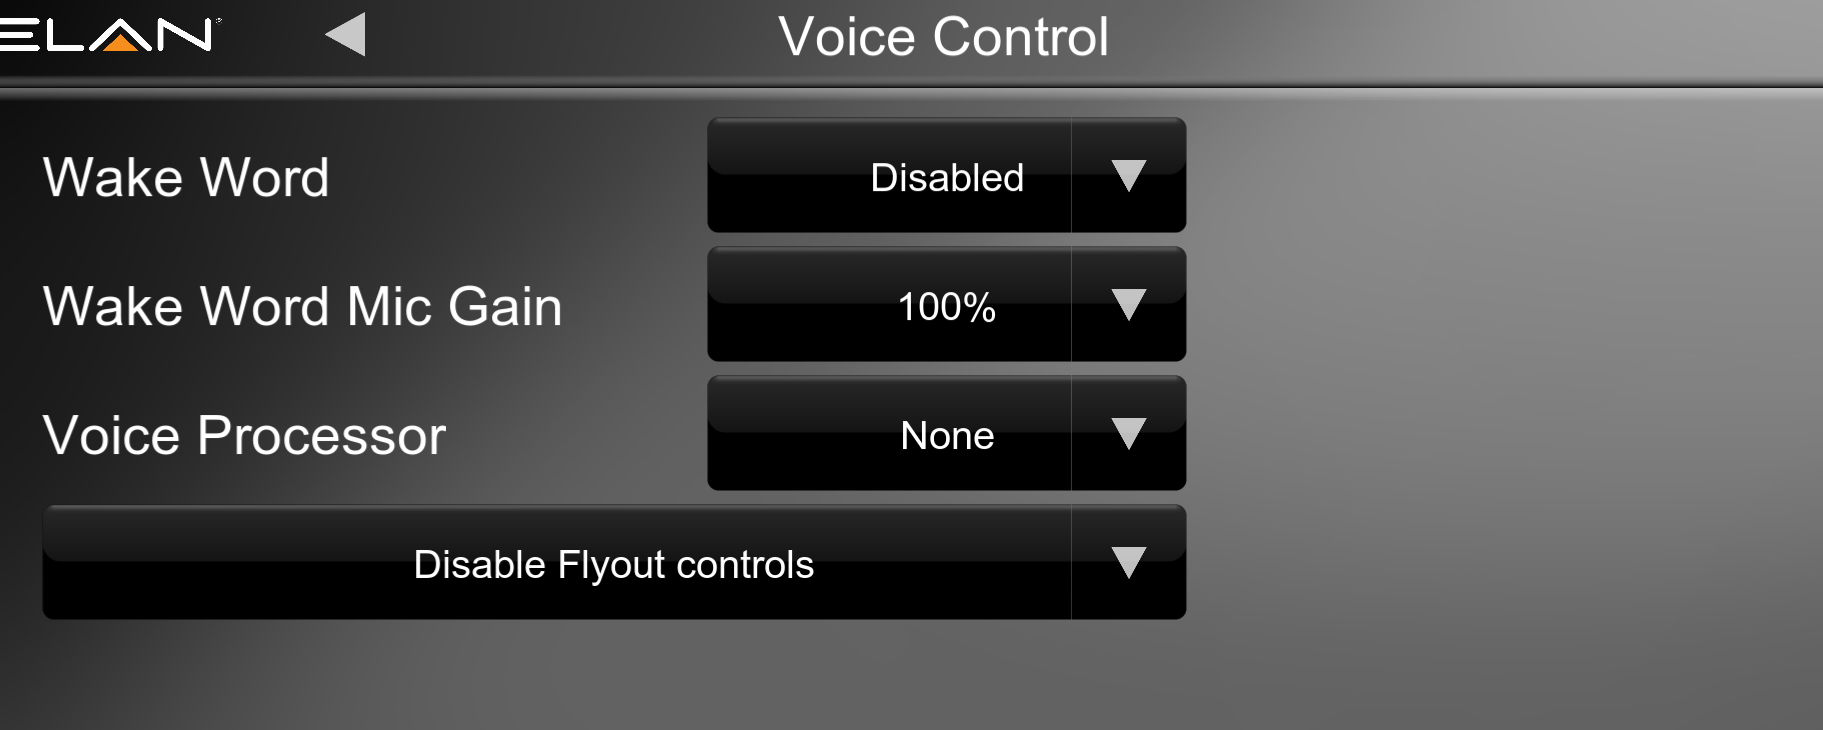 ELAN
Voice Control
Wake Word
Disabled
Wake Word Mic Gain
100%
Voice Processor
None
Disable Flyout controls